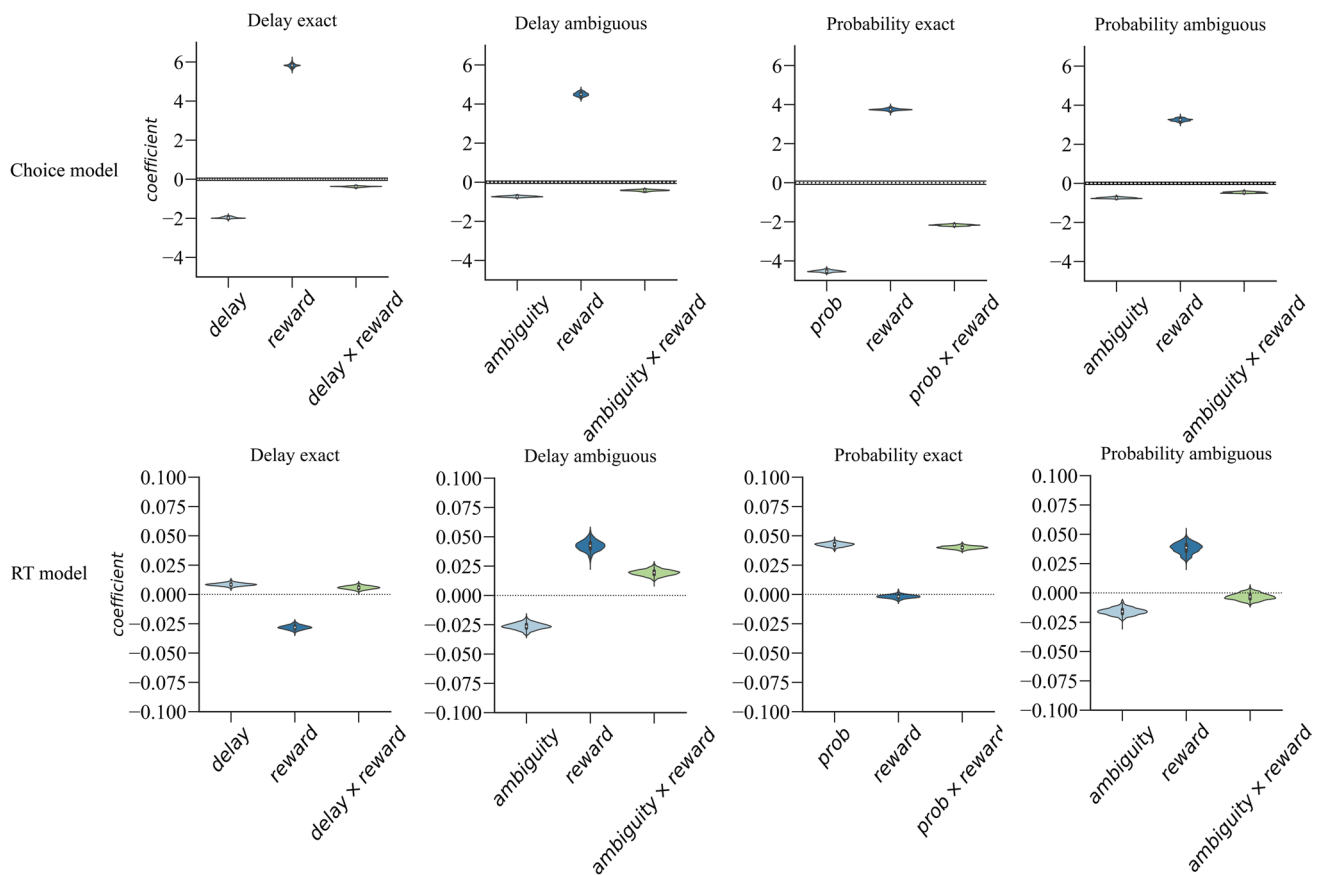 Delay exact
Delay ambiguous
Probability exact
Probability ambiguous
Choice model
coefficient
6
4
2
0
−2
−4
delay
reward
delay × reward
6
4
2
0
−2
−4
ambiguity
reward
ambiguity × reward
6
4
2
0
−2
−4
prob
reward
prob × reward
6
4
2
0
−2
−4
ambiguity
reward
ambiguity × reward
Delay exact
Delay ambiguous
Probability exact
Probability ambiguous
RT model
coefficient
0.100
0.075
0.050
0.025
0.000
−0.025
−0.050
−0.075
−0.100
delay
reward
delay × reward
0.100
0.075
0.050
0.025
0.000
−0.025
−0.050
−0.075
−0.100
ambiguity
reward
ambiguity × reward
0.100
0.075
0.050
0.025
0.000
−0.025
−0.050
−0.075
−0.100
prob
reward
prob × reward
0.100
0.075
0.050
0.025
0.000
−0.025
−0.050
−0.075
−0.100
ambiguity
reward
ambiguity × reward